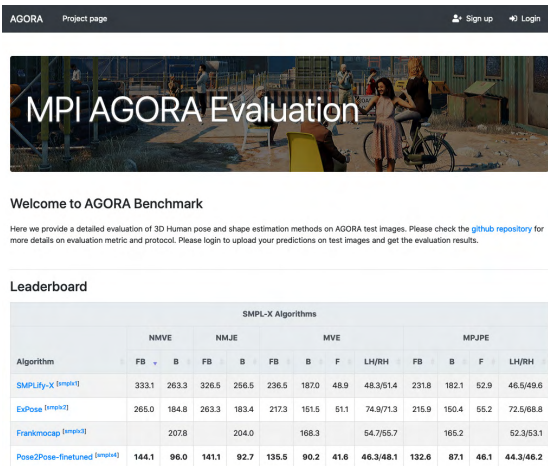 AGORA Project page Sign up Login
MPI AGORA Evaluation
Welcome to AGORA Benchmark
Here we provide a detailed evaluation of 3D Human pose and shape estimation methods on AGORA test images. Please check the github repository for
more details on evaluation metric and protocol. Please login to upload your predictions on test images and get the evaluation results.
Leaderboard
SMPL-X Algorithms
NMVE NMJE MVE MPJPE
Algorithm FB B FB B FB B F LH/RH FB B F LH/RH
SMPLify-X [smplx1] 333.1 263.3 326.5 256.5 236.5 187.0 48.9 48.3/51.4 231.8 182.1 52.9 46.5/49.6
ExPose [smplx2] 265.0 184.8 263.3 183.4 217.3 151.5 51.1 74.9/71.3 215.9 150.4 55.2 72.5/68.8
Frankmocap [smplx3] 207.8 204.0 168.3 54.7/55.7 165.2 52.3/53.1
Pose2Pose-finetuned [smplx4] 144.1 96.0 141.1 92.7 135.5 90.2 41.6 46.3/48.1 132.6 87.1 46.1 44.3/46.2